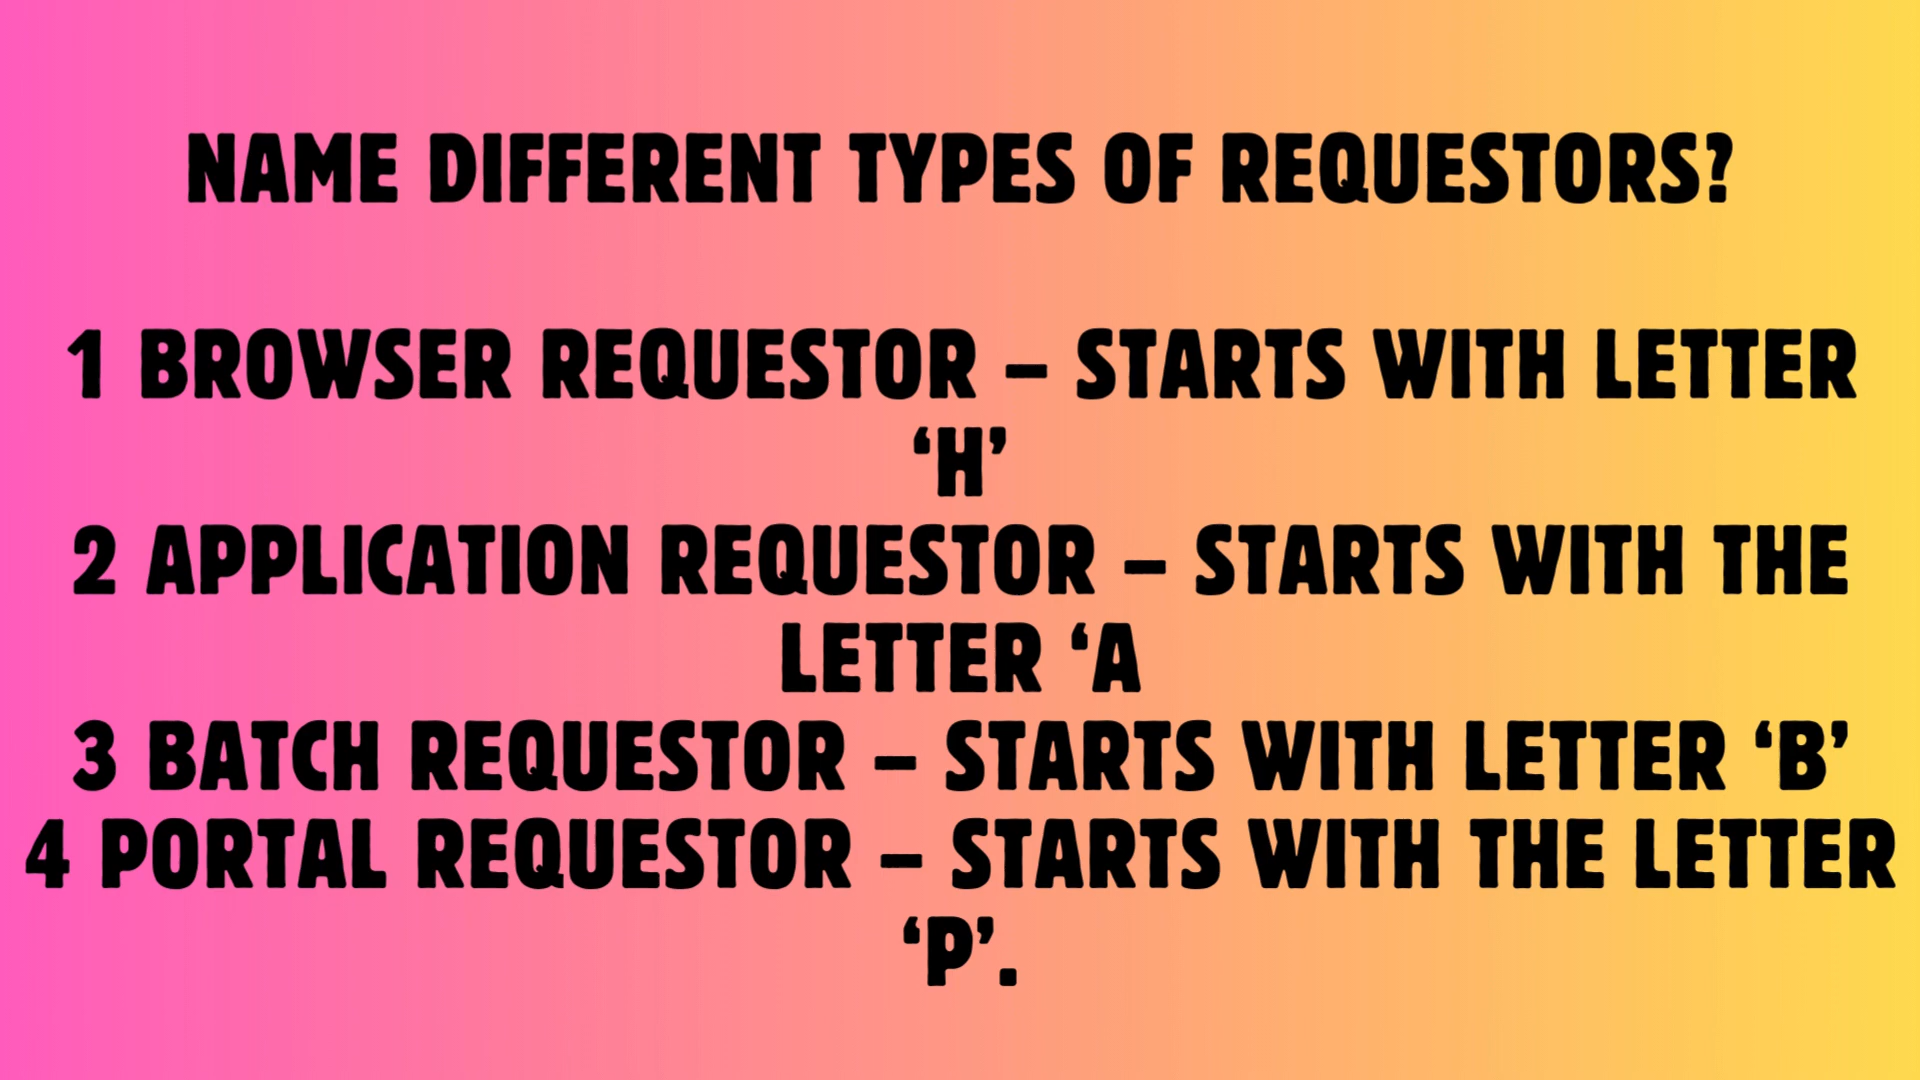 NAME DIFFERENT TYPES OF REQUESTORS?
1 BROWSER REQUESTOR – STARTS WITH LETTER
‘H’
2 APPLICATION REQUESTOR – STARTS WITH THE
LETTER ‘A
3 BATCH REQUESTOR – STARTS WITH LETTER ‘B’
4 PORTAL REQUESTOR – STARTS WITH THE LETTER
‘P’.